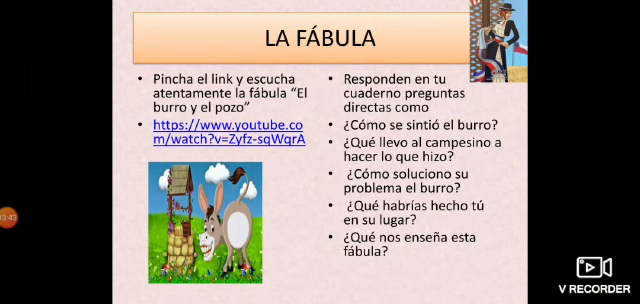 LA FÁBULA
• Pincha el link y escucha
atentamente la fábula “El
burro y el pozo”
• https://www.youtube.co
m/watch?v=Zyfz-sqWqrA
• Responden en tu
cuaderno preguntas
directas como
• ¿Cómo se sintió el burro?
• ¿Qué llevo al campesino a
hacer lo que hizo?
• ¿Cómo soluciono su
problema el burro?
• ¿Qué habrías hecho tú
en su lugar?
• ¿Qué nos enseña esta
fábula?
3:43
V RECORDER